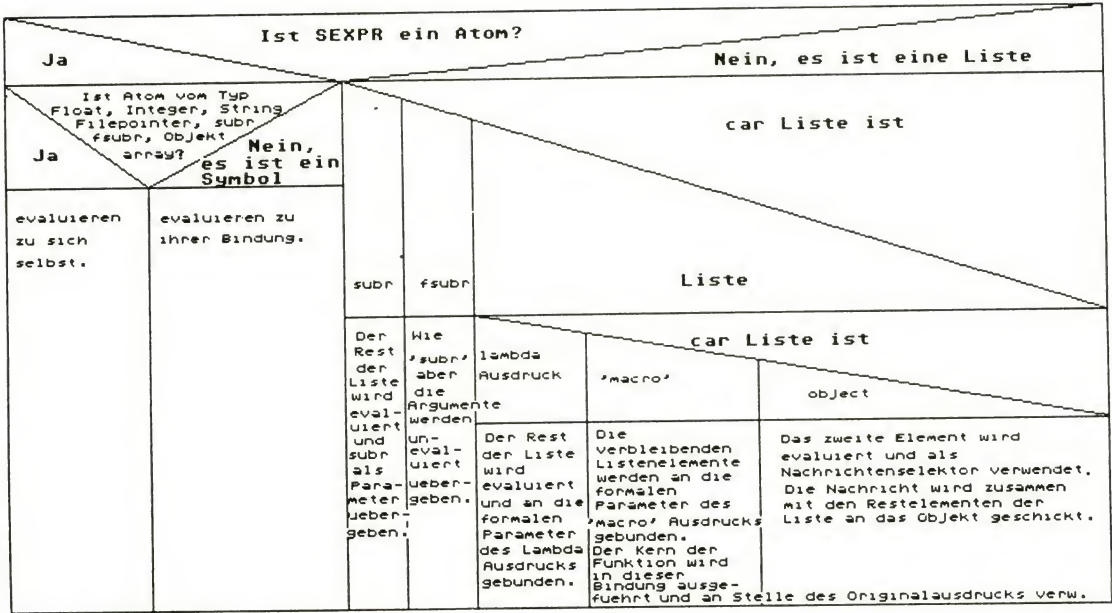 Ist SEXPR ein Atom?
Ja
Nein, es ist eine Liste
Ist Atom vom Typ
Float, Integer, String
Filepointer, subr
fsubr, Objekt
array?
Ja
Nein,
es ist ein
Symbol
evaluieren
zu sich
selbst.
evaluieren zu
ihrer Bindung.
car Liste ist
subr
fsubr
Liste
Der
Rest
der
Liste
wird
eval-
uiert
und
subr
als
Para-
meter
ueber-
geben.
Wie
'subr'
aber
die
Argumente
werden
un-
eval-
uiert
ueber-
geben.
car Liste ist
lambda
Ausdruck
'macro'
object
Der Rest
der Liste
wird
evaluiert
und an die
formalen
Parameter
des Lambda
Ausdrucks
gebunden.
Die
verbleibenden
Listenelemente
werden an die
formalen
Parameter des
'macro' Ausdrucks
gebunden.
Der Kern der
Funktion wird
in dieser
Bindung ausge-
fuehrt und an Stelle des Originalausdrucks verw.
Das zweite Element wird
evaluiert und als
Nachrichtenselektor verwendet.
Die Nachricht wird zusammen
mit den Restelementen der
Liste an das Objekt geschickt.